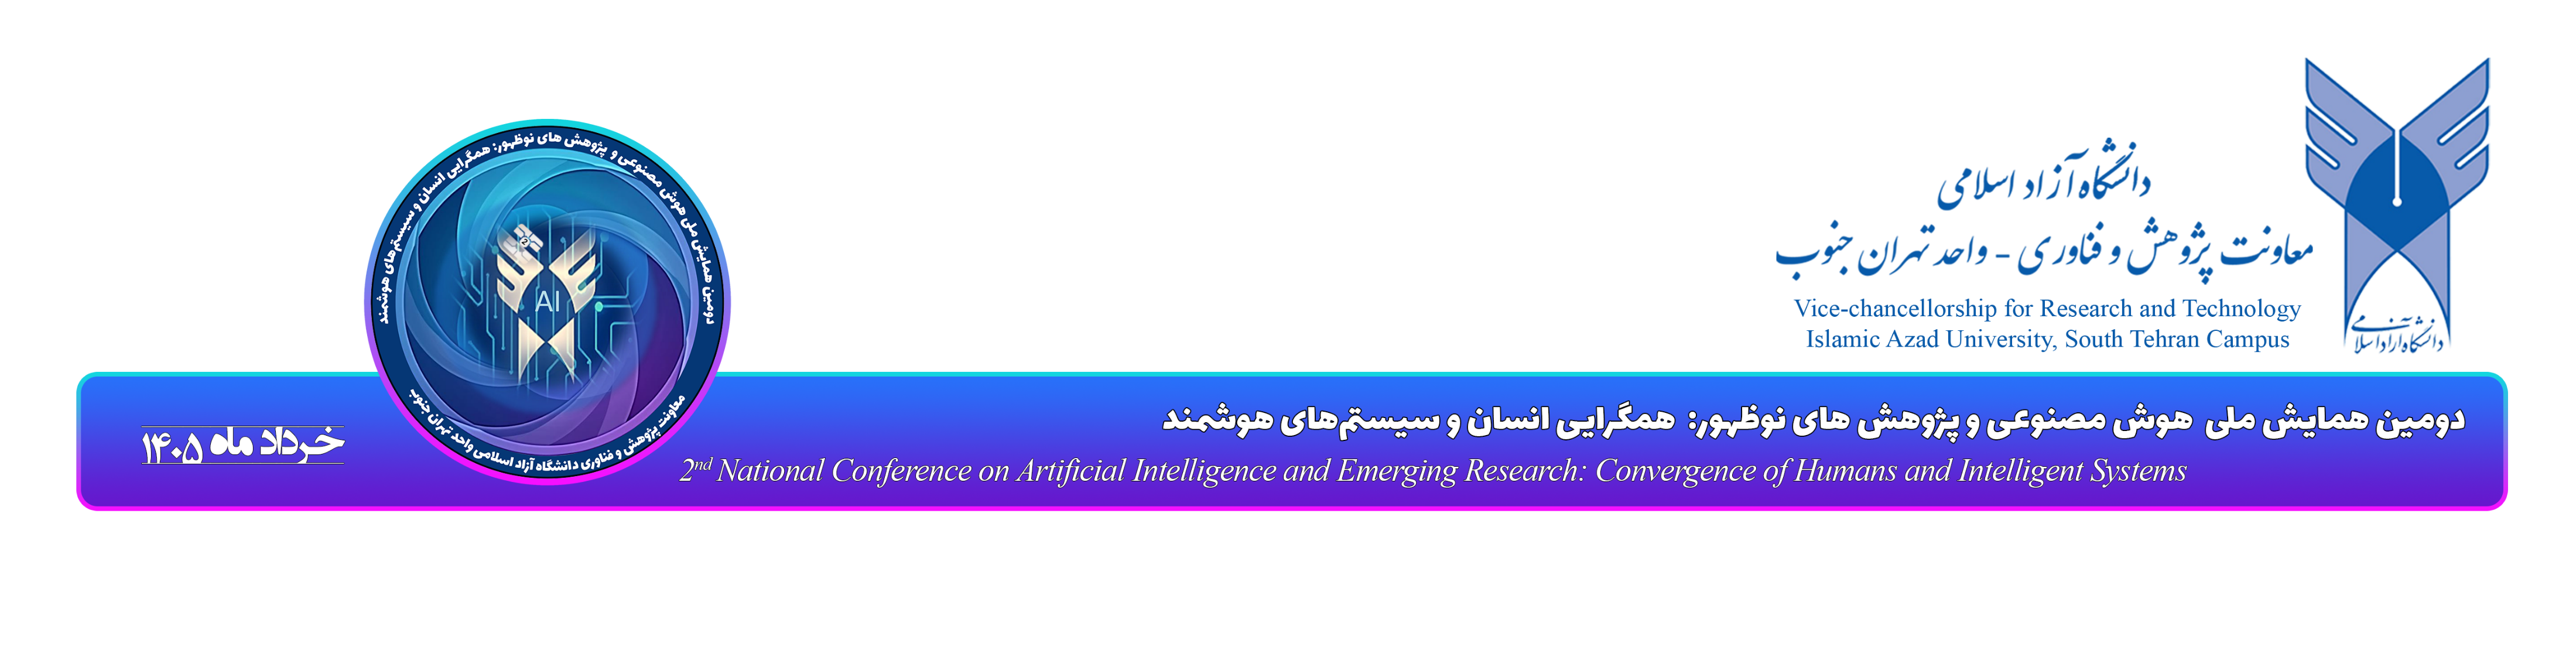 دانشگاه آزاد اسلامی
معاونت پژوهش و فناوری - واحد تهران جنوب
Vice-chancellorship for Research and Technology
Islamic Azad University, South Tehran Campus
دانشگاه آزاد اسلامی
دومین همایش ملی هوش مصنوعی و پژوهش های نوظهور: همگرایی انسان و سیستم‌های هوشمند
معاونت پژوهش و فناوری دانشگاه آزاد اسلامی واحد تهران جنوب
2
AI
دومین همایش ملی هوش مصنوعی و پژوهش های نوظهور: همگرایی انسان و سیستم‌های هوشمند
2nd National Conference on Artificial Intelligence and Emerging Research: Convergence of Humans and Intelligent Systems
خرداد ماه ۱۴۰۵